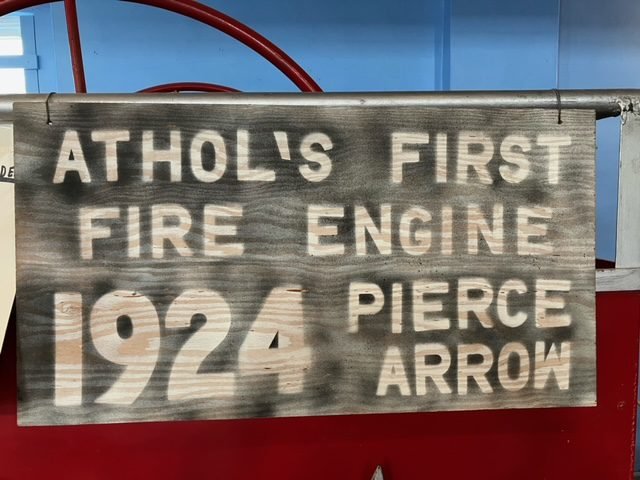 ATHOL'S FIRST
FIRE ENGINE
1924 PIERCE
ARROW